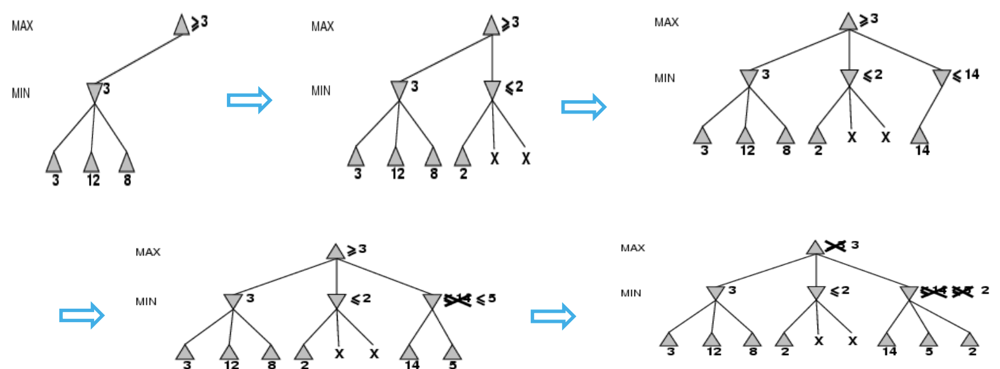 MAX ≥3
MIN 3
3 12 8
MAX ≥3
MIN 3 ≤2
3 12 8 2 X X
MAX ≥3
MIN 3 ≤2 ≤14
3 12 8 2 X X 14
MAX ≥3
MIN 3 ≤2 ≤14 ≤5
3 12 8 2 X X 14 5
MAX 3
MIN 3 ≤2 ≤14 ≤5 2
3 12 8 2 X X 14 5 2